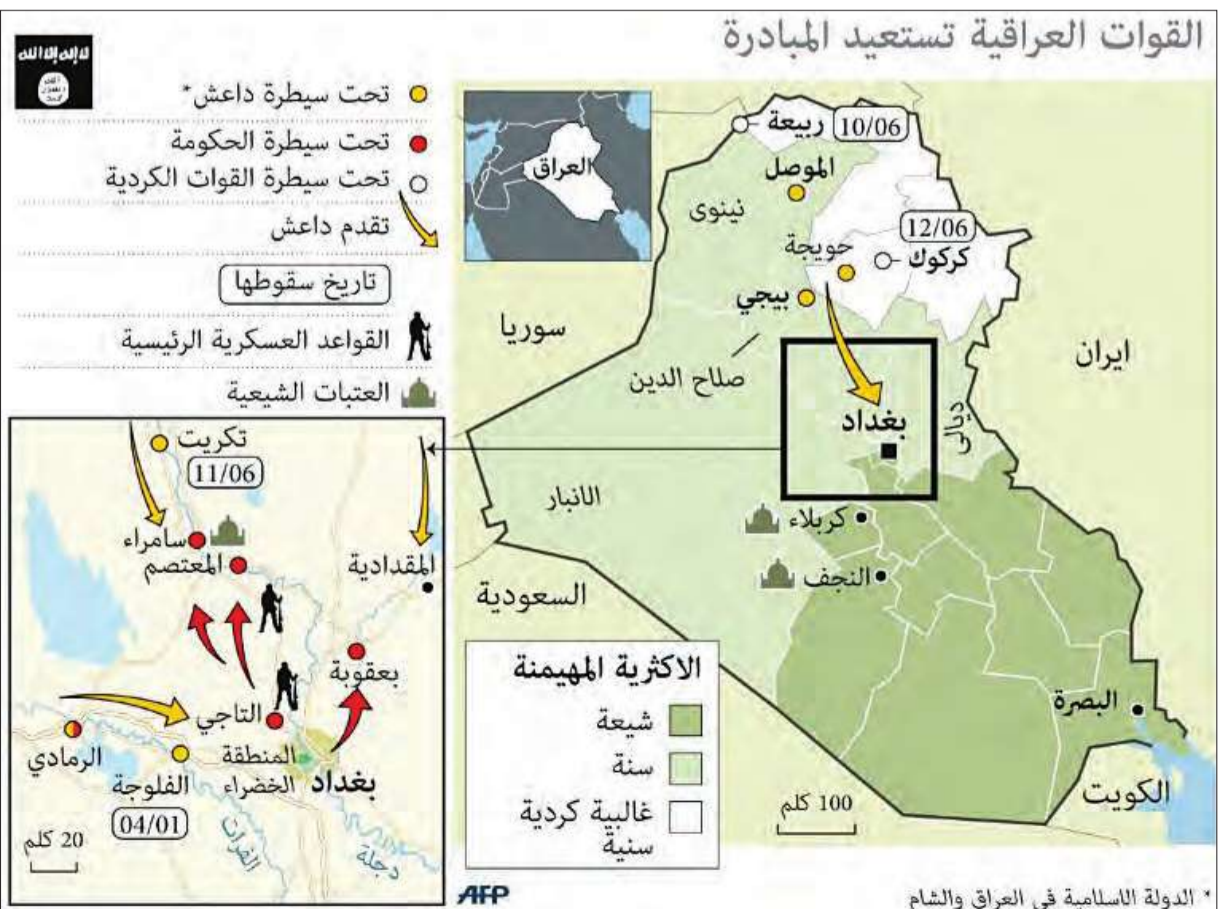 القوات العراقية تستعيد المبادرة
لا إله إلا الله
تحت سيطرة داعش*
تحت سيطرة الحكومة
تحت سيطرة القوات الكردية
تقدم داعش
تاريخ سقوطها
القواعد العسكرية الرئيسية
العتبات الشيعية
العراق
ربيعة 10/06
الموصل
نينوى
12/06
حويجة
كركوك
بيجي
سوريا
ايران
صلاح الدين
ديالى
بغداد
الانبار
كربلاء
النجف
السعودية
البصرة
الكويت
100 كلم
الاكثرية المهيمنة
شيعة
سنة
غالبية كردية
سنية
تكريت
11/06
سامراء
المعتصم
المقدادية
بعقوبة
التاجي
الرمادي
المنطقة
الخضراء
بغداد
الفلوجة
04/01
الفرات
دجلة
20 كلم
AFP
* الدولة الاسلامية في العراق والشام